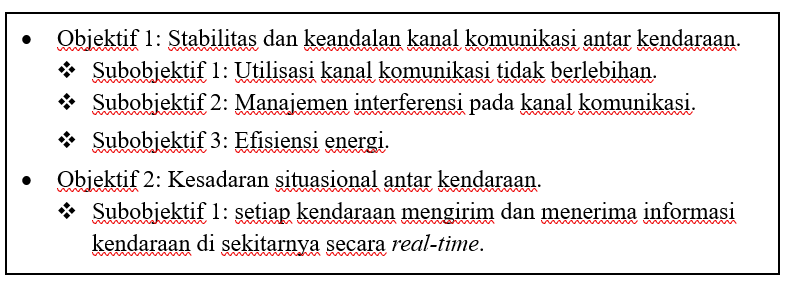 • Objektif 1: Stabilitas dan keandalan kanal komunikasi antar kendaraan.
❖ Subobjektif 1: Utilisasi kanal komunikasi tidak berlebihan.
❖ Subobjektif 2: Manajemen interferensi pada kanal komunikasi.
❖ Subobjektif 3: Efisiensi energi.
• Objektif 2: Kesadaran situasional antar kendaraan.
❖ Subobjektif 1: setiap kendaraan mengirim dan menerima informasi
kendaraan di sekitarnya secara real-time.